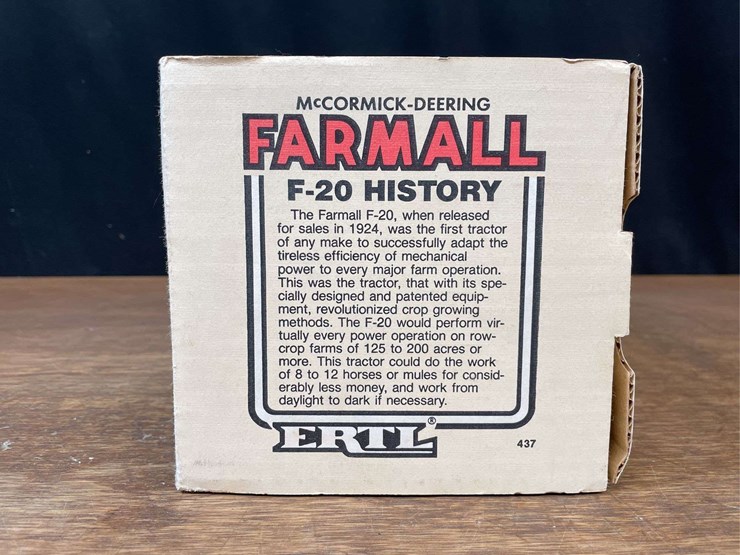 McCORMICK-DEERING
FARMALL
F-20 HISTORY
The Farmall F-20, when released
for sales in 1924, was the first tractor
of any make to successfully adapt the
tireless efficiency of mechanical
power to every major farm operation.
This was the tractor, that with its spe-
cially designed and patented equip-
ment, revolutionized crop growing
methods. The F-20 would perform vir-
tually every power operation on row-
crop farms of 125 to 200 acres or
more. This tractor could do the work
of 8 to 12 horses or mules for consid-
erably less money, and work from
daylight to dark if necessary.
ERTL®
437